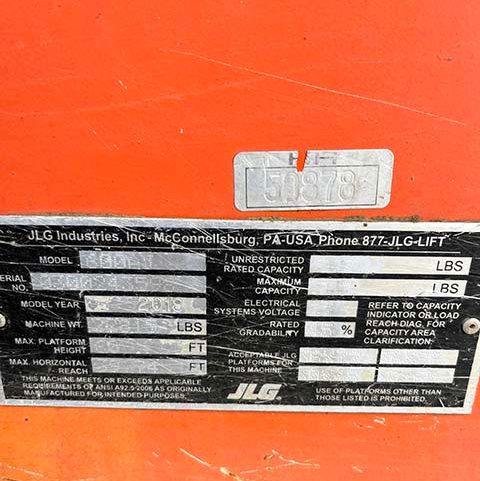 50878
JLG Industries, Inc - McConnellsburg, PA-USA Phone 877-JLG-LIFT
MODEL
SERIAL NO.
MODEL YEAR 2018
MACHINE WT. LBS
MAX. PLATFORM HEIGHT FT
MAX. HORIZONTAL REACH FT
THIS MACHINE MEETS OR EXCEEDS APPLICABLE
REQUIREMENTS OF ANSI A92.5-2006 AS ORIGINALLY
MANUFACTURED FOR INTENDED PURPOSES.
UNRESTRICTED RATED CAPACITY LBS
MAXIMUM CAPACITY LBS
ELECTRICAL SYSTEMS VOLTAGE
RATED GRADABILITY %
REFER TO CAPACITY
INDICATOR OR LOAD
REACH DIAG. FOR
CAPACITY AREA
CLARIFICATION.
ACCEPTABLE JLG
PLATFORMS FOR
THIS MACHINE
JLG
USE OF PLATFORMS OTHER THAN
THOSE LISTED IS PROHIBITED.